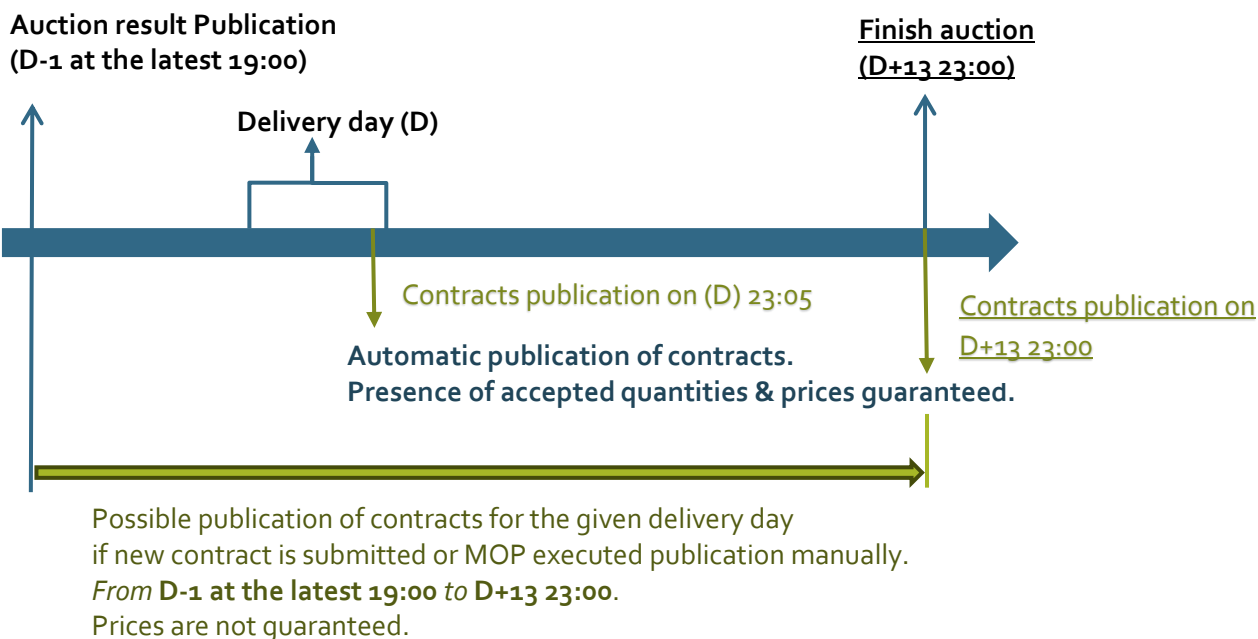 Auction result Publication
(D-1 at the latest 19:00)
Finish auction
(D+13 23:00)
Delivery day (D)
Contracts publication on (D) 23:05
Contracts publication on
D+13 23:00
Automatic publication of contracts.
Presence of accepted quantities & prices guaranteed.
Possible publication of contracts for the given delivery day
if new contract is submitted or MOP executed publication manually.
From D-1 at the latest 19:00 to D+13 23:00.
Prices are not guaranteed.